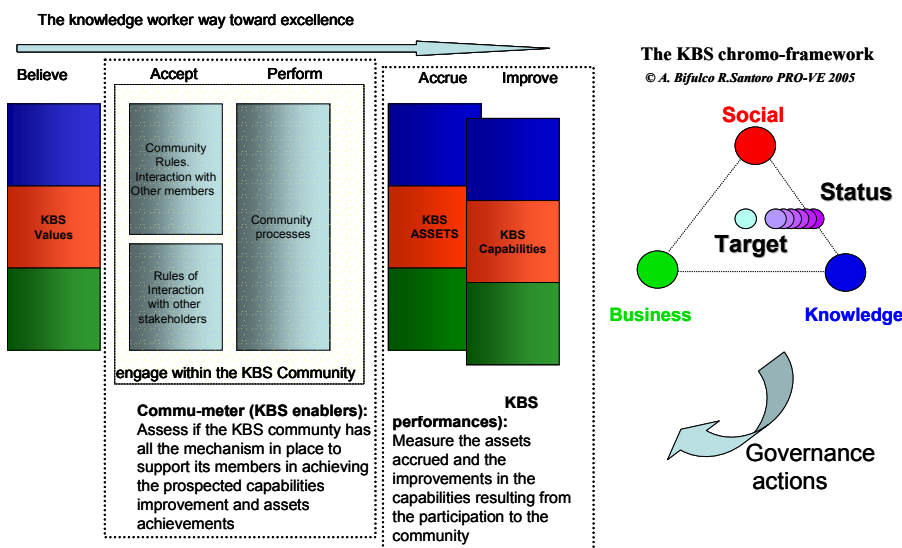 The knowledge worker way toward excellence
Believe
Accept
Perform
Accrue
Improve
KBS
Values
Community
Rules.
Interaction with
Other members
Rules of
Interaction
with other
stakeholders
Community
processes
KBS
ASSETS
KBS
Capabilities
engage within the KBS Community
Commu-meter (KBS enablers):
Assess if the KBS communty has
all the mechanism in place to
support its members in achieving
the prospected capabilities
improvement and assets
achievements
KBS
performances):
Measure the assets
accrued and the
improvements in the
capabilities resulting from
the participation to the
community
The KBS chromo-framework
© A. Bifulco R.Santoro PRO-VE 2005
Social
Status
Target
Business
Knowledge
Governance
actions